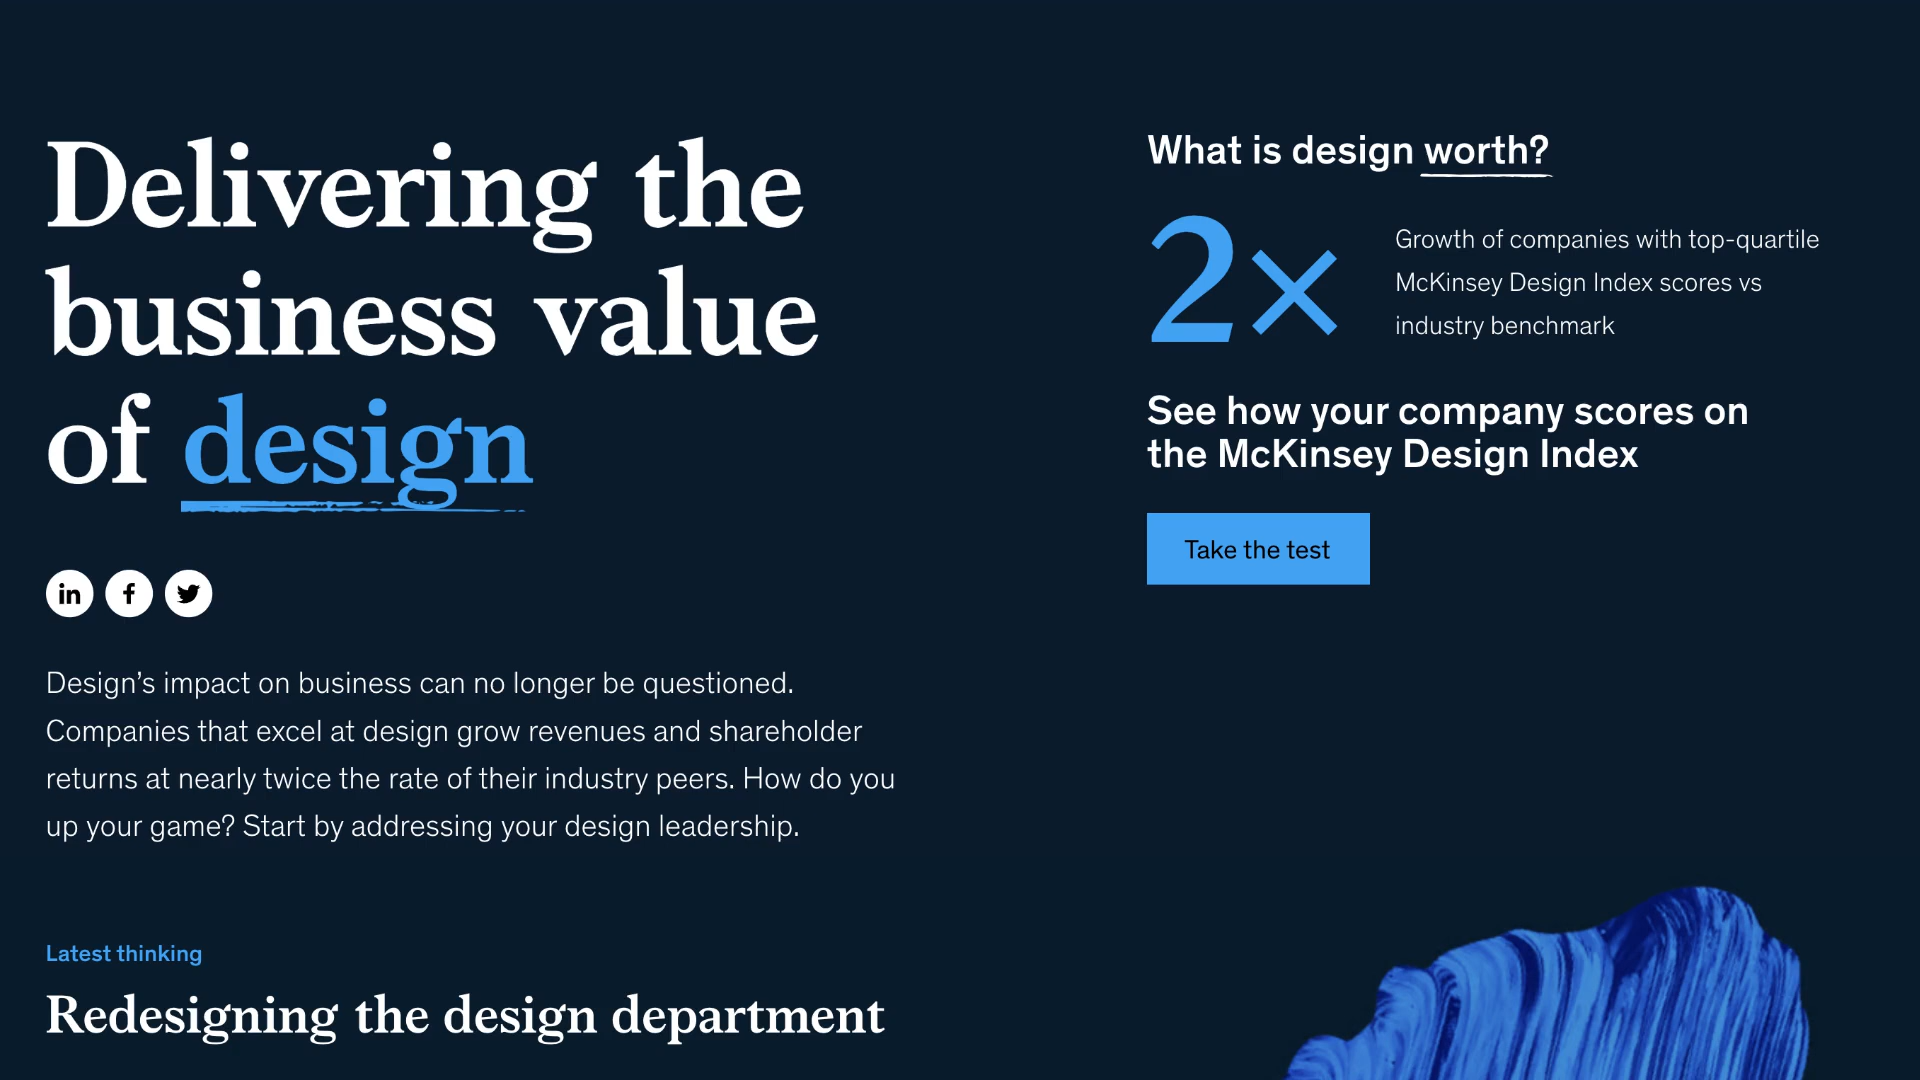 Delivering the
business value
of design
in f
Design’s impact on business can no longer be questioned.
Companies that excel at design grow revenues and shareholder
returns at nearly twice the rate of their industry peers. How do you
up your game? Start by addressing your design leadership.
Latest thinking
Redesigning the design department
What is design worth?
2×
Growth of companies with top-quartile
McKinsey Design Index scores vs
industry benchmark
See how your company scores on
the McKinsey Design Index
Take the test